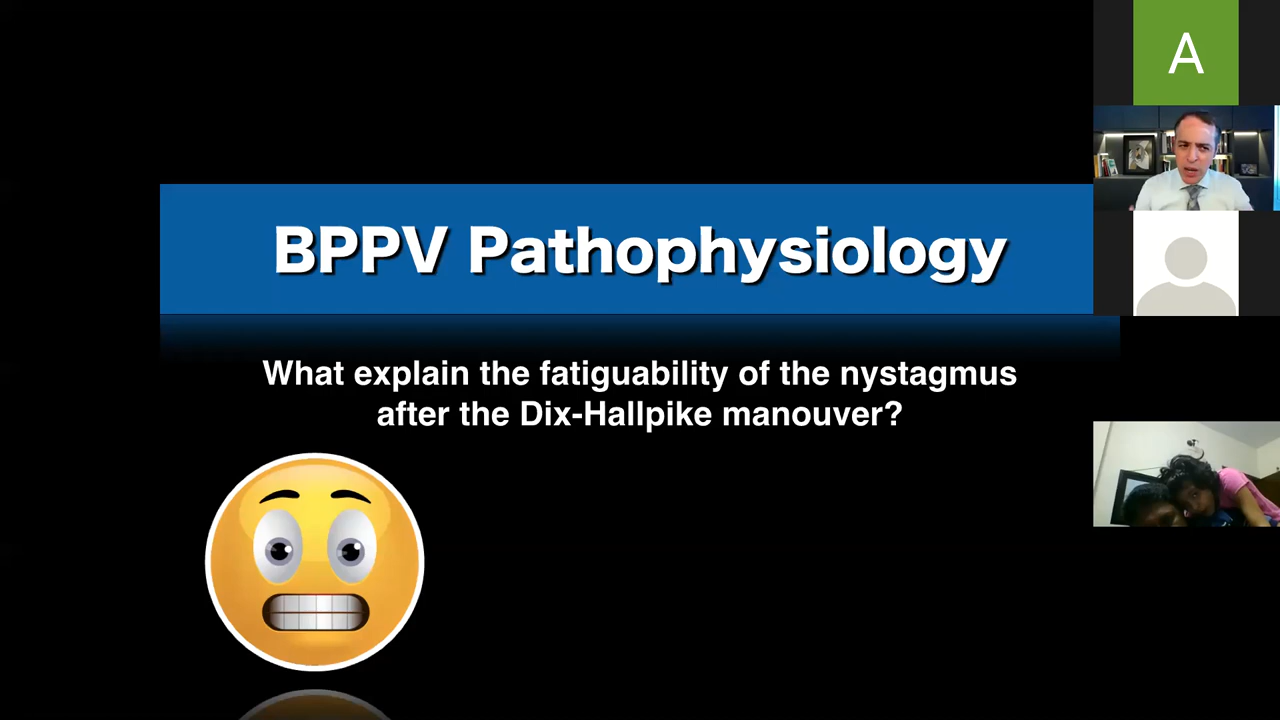 A
BPPV Pathophysiology
What explain the fatiguability of the nystagmus
after the Dix-Hallpike manouver?